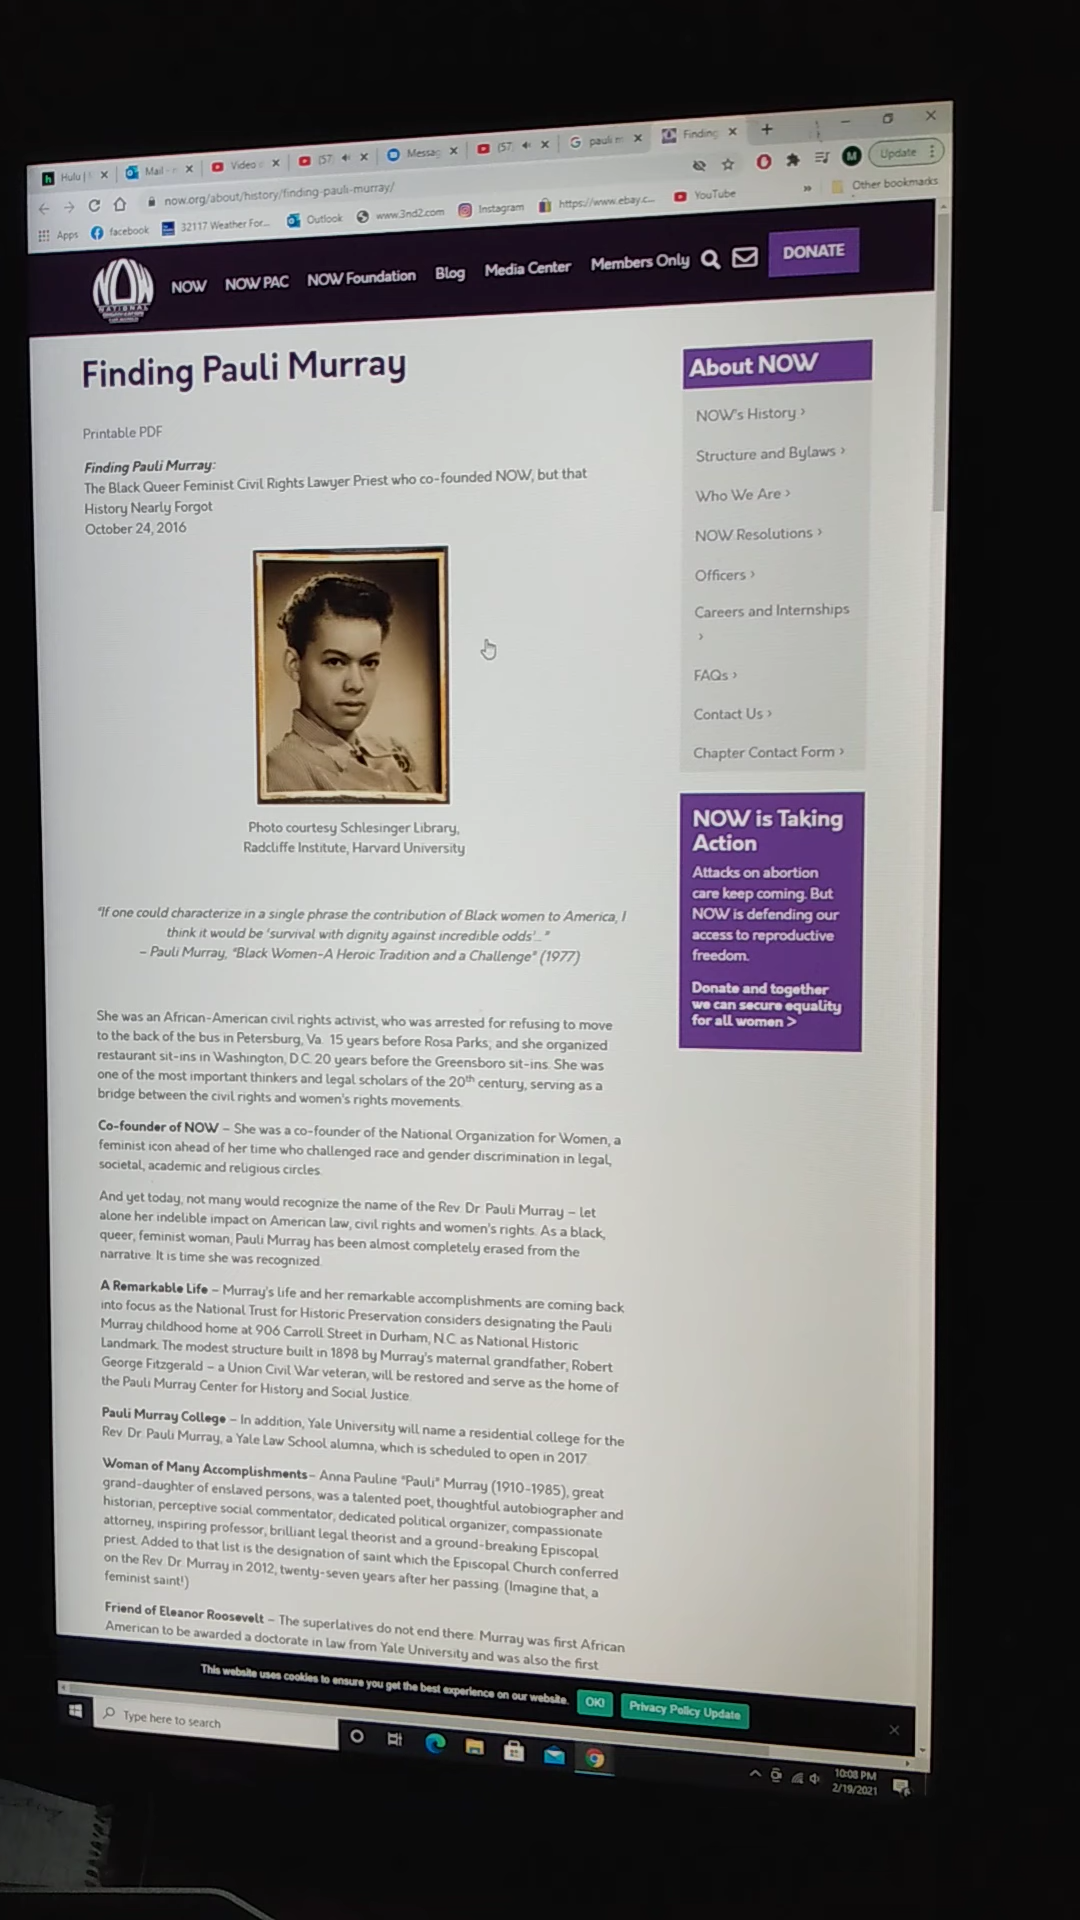 Hulu |
Mail -
Video
(57)
Messag
(57)
pauli m
Finding
now.org/about/history/finding-pauli-murray/
M
Update
Apps
facebook
32117 Weather For...
Outlook
www.3nd2.com
Instagram
https://www.ebay.c...
YouTube
»
Other bookmarks
NOW
NATIONAL
NOW
NOW PAC
NOW Foundation
Blog
Media Center
Members Only
DONATE
Finding Pauli Murray
Printable PDF
Finding Pauli Murray:
The Black Queer Feminist Civil Rights Lawyer Priest who co-founded NOW, but that
History Nearly Forgot
October 24, 2016
Photo courtesy Schlesinger Library,
Radcliffe Institute, Harvard University
"If one could characterize in a single phrase the contribution of Black women to America, I
think it would be 'survival with dignity against incredible odds'..."
– Pauli Murray, "Black Women–A Heroic Tradition and a Challenge" (1977)
She was an African-American civil rights activist, who was arrested for refusing to move
to the back of the bus in Petersburg, Va. 15 years before Rosa Parks; and she organized
restaurant sit-ins in Washington, D.C. 20 years before the Greensboro sit-ins. She was
one of the most important thinkers and legal scholars of the 20th century, serving as a
bridge between the civil rights and women's rights movements.
Co-founder of NOW – She was a co-founder of the National Organization for Women, a
feminist icon ahead of her time who challenged race and gender discrimination in legal,
societal, academic and religious circles.
And yet today, not many would recognize the name of the Rev. Dr. Pauli Murray – let
alone her indelible impact on American law, civil rights and women's rights. As a black,
queer, feminist woman, Pauli Murray has been almost completely erased from the
narrative. It is time she was recognized.
A Remarkable Life – Murray's life and her remarkable accomplishments are coming back
into focus as the National Trust for Historic Preservation considers designating the Pauli
Murray childhood home at 906 Carroll Street in Durham, N.C. as National Historic
Landmark. The modest structure built in 1898 by Murray's maternal grandfather, Robert
George Fitzgerald – a Union Civil War veteran, will be restored and serve as the home of
the Pauli Murray Center for History and Social Justice.
Pauli Murray College – In addition, Yale University will name a residential college for the
Rev. Dr. Pauli Murray, a Yale Law School alumna, which is scheduled to open in 2017.
Woman of Many Accomplishments– Anna Pauline "Pauli" Murray (1910-1985), great
grand-daughter of enslaved persons, was a talented poet, thoughtful autobiographer and
historian, perceptive social commentator, dedicated political organizer, compassionate
attorney, inspiring professor, brilliant legal theorist and a ground-breaking Episcopal
priest. Added to that list is the designation of saint which the Episcopal Church conferred
on the Rev. Dr. Murray in 2012, twenty-seven years after her passing. (Imagine that, a
feminist saint!)
Friend of Eleanor Roosevelt – The superlatives do not end there. Murray was first African
American to be awarded a doctorate in law from Yale University and was also the first
About NOW
NOW's History ›
Structure and Bylaws ›
Who We Are ›
NOW Resolutions ›
Officers ›
Careers and Internships
›
FAQs ›
Contact Us ›
Chapter Contact Form ›
NOW is Taking
Action
Attacks on abortion
care keep coming. But
NOW is defending our
access to reproductive
freedom.
Donate and together
we can secure equality
for all women >
This website uses cookies to ensure you get the best experience on our website.
OK!
Privacy Policy Update
Type here to search
10:08 PM
2/19/2021